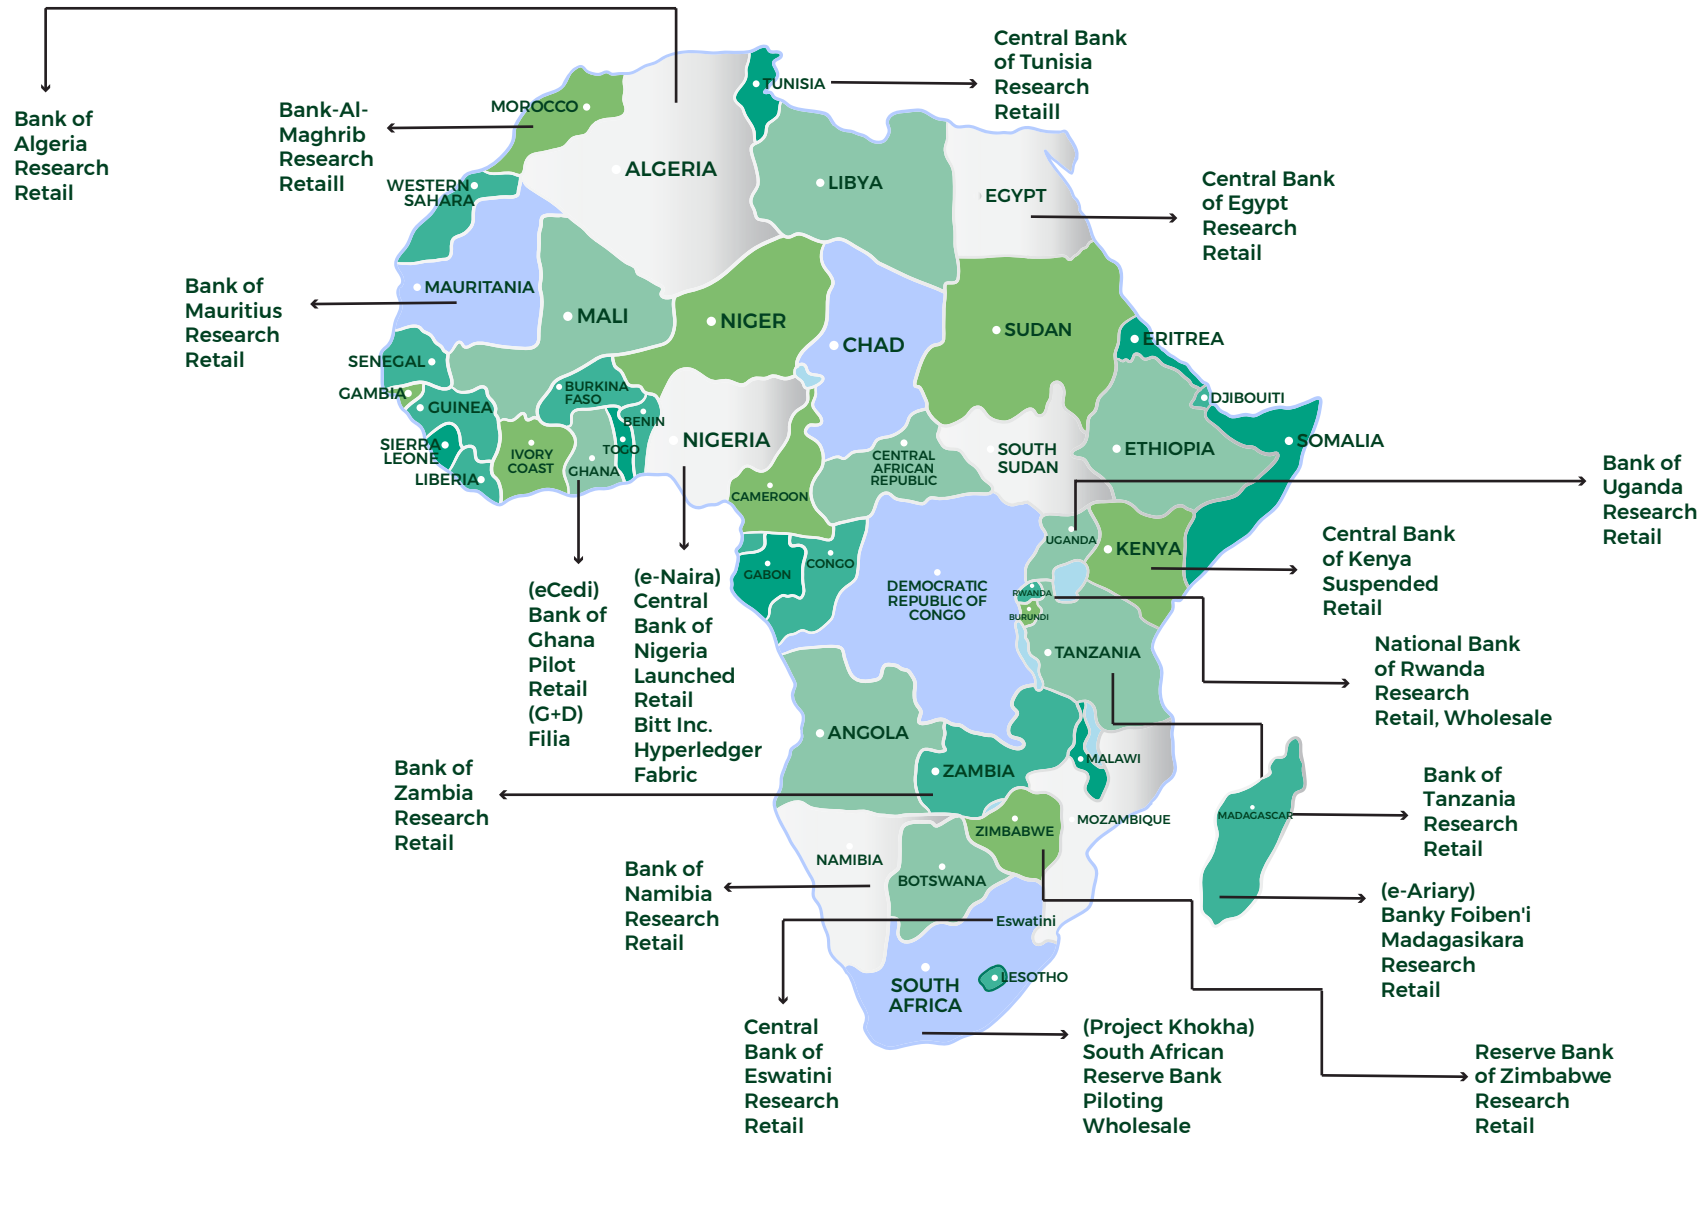 Bank of
Algeria
Research
Retail
Bank-Al-
Maghrib
Research
Retaill
Central Bank
of Tunisia
Research
Retaill
Central Bank
of Egypt
Research
Retail
Bank of
Mauritius
Research
Retail
Bank of
Uganda
Research
Retail
Central Bank
of Kenya
Suspended
Retail
National Bank
of Rwanda
Research
Retail, Wholesale
Bank of
Tanzania
Research
Retail
(e-Ariary)
Banky Foiben'i
Madagasikara
Research
Retail
Reserve Bank
of Zimbabwe
Research
Retail
(Project Khokha)
South African
Reserve Bank
Piloting
Wholesale
Central
Bank of
Eswatini
Research
Retail
Bank of
Namibia
Research
Retail
Bank of
Zambia
Research
Retail
(eCedi)
Bank of
Ghana
Pilot
Retail
(G+D)
Filia
(e-Naira)
Central
Bank of
Nigeria
Launched
Retail
Bitt Inc.
Hyperledger
Fabric
TUNISIA
MOROCCO
ALGERIA
LIBYA
EGYPT
WESTERN
SAHARA
MAURITANIA
MALI
NIGER
CHAD
SUDAN
ERITREA
SENEGAL
GAMBIA
GUINEA
BURKINA
FASO
BENIN
DJIBOUITI
SIERRA
LEONE
IVORY
COAST
GHANA
TOGO
NIGERIA
LIBERIA
CENTRAL
AFRICAN
REPUBLIC
SOUTH
SUDAN
ETHIOPIA
SOMALIA
CAMEROON
GABON
CONGO
UGANDA
KENYA
DEMOCRATIC
REPUBLIC OF
CONGO
RWANDA
BURUNDI
TANZANIA
ANGOLA
ZAMBIA
MALAWI
MOZAMBIQUE
MADAGASCAR
ZIMBABWE
NAMIBIA
BOTSWANA
Eswatini
SOUTH
AFRICA
LESOTHO